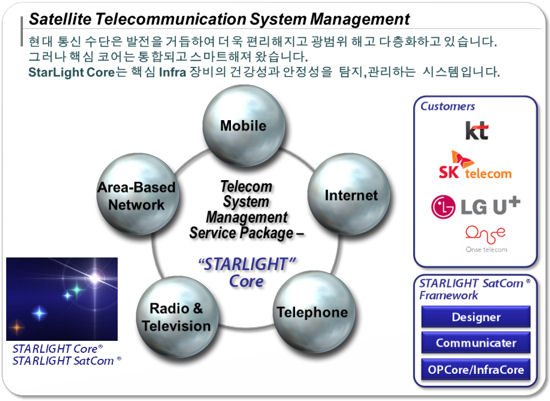 Satellite Telecommunication System Management
현대 통신 수단은 발전을 거듭하여 더욱 편리해지고 광범위 해고 다층화하고 있습니다.
그러나 핵심 코어는 통합되고 스마트해져 왔습니다.
StarLight Core는 핵심 Infra 장비의 건강성과 안정성을 탐지,관리하는 시스템입니다.
Mobile
Area-Based
Network
Internet
Telecom
System
Management
Service Package –
“STARLIGHT”
Core
Radio &
Television
Telephone
STARLIGHT Core®
STARLIGHT SatCom ®
Customers
kt
SK telecom
LG U+
Onse
Onse telecom
STARLIGHT SatCom ®
Framework
Designer
Communicater
OPCore/InfraCore